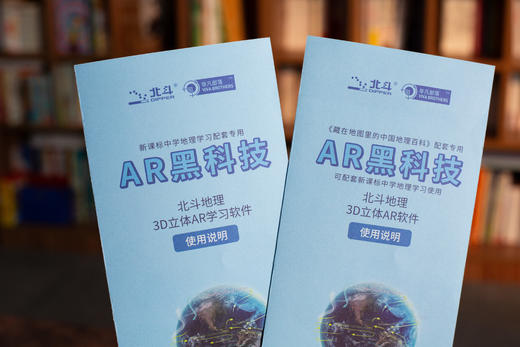 北斗
DIPPER
非凡部落
VIVA BROTHERS
新课标中学地理学习配套专用
AR黑科技
北斗地理
3D立体AR学习软件
使用说明
北斗
DIPPER
非凡部落
VIVA BROTHERS
《藏在地图里的中国地理百科》配套专用
AR黑科技
可配套新课标中学地理学习使用
北斗地理
3D立体AR软件
使用说明